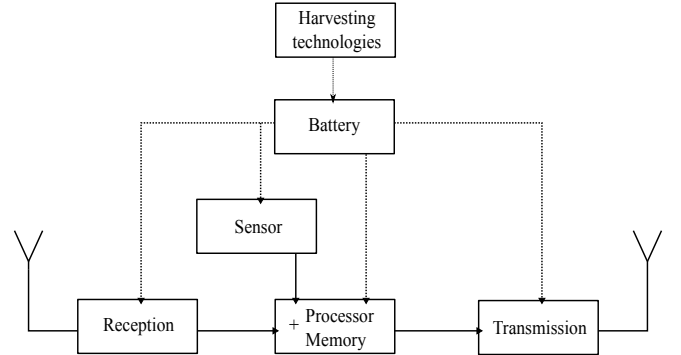 Harvesting
technologies
Battery
Sensor
Reception
+ Processor
Memory
Transmission